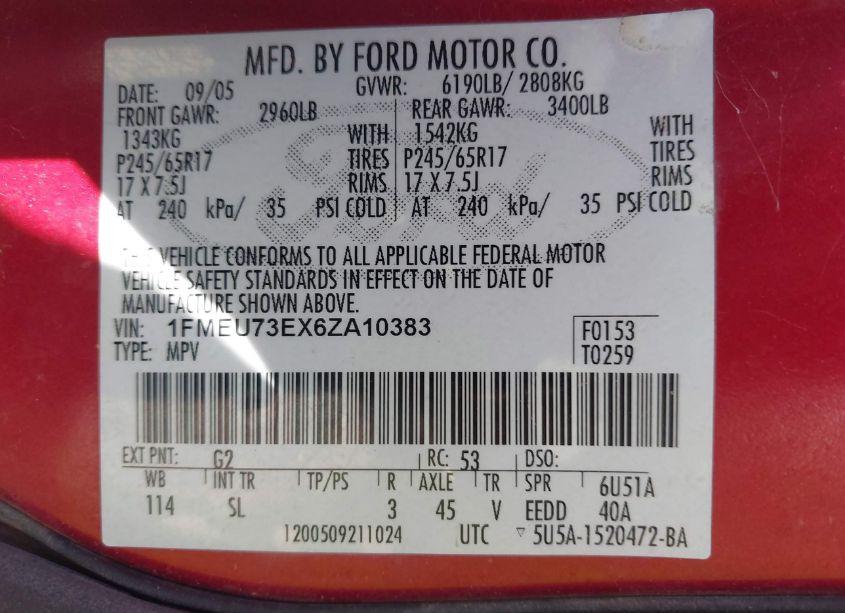 MFD. BY FORD MOTOR CO.
DATE: 09/05 GVWR: 6190LB/ 2808KG
FRONT GAWR: 2960LB REAR GAWR: 3400LB
1343KG WITH 1542KG WITH
P245/65R17 TIRES P245/65R17 TIRES
17 X 7.5J RIMS 17 X 7.5J RIMS
AT 240 kPa/ 35 PSI COLD AT 240 kPa/ 35 PSI COLD
THIS VEHICLE CONFORMS TO ALL APPLICABLE FEDERAL MOTOR
VEHICLE SAFETY STANDARDS IN EFFECT ON THE DATE OF
MANUFACTURE SHOWN ABOVE.
VIN: 1FMEU73EX6ZA10383 F0153
TYPE: MPV T0259
EXT PNT: G2 RC: 53 DSO:
WB INT TR TP/PS R AXLE TR SPR 6U51A
114 SL 3 45 V EEDD 40A
1200509211024 UTC ▽ 5U5A-1520472-BA
Ford